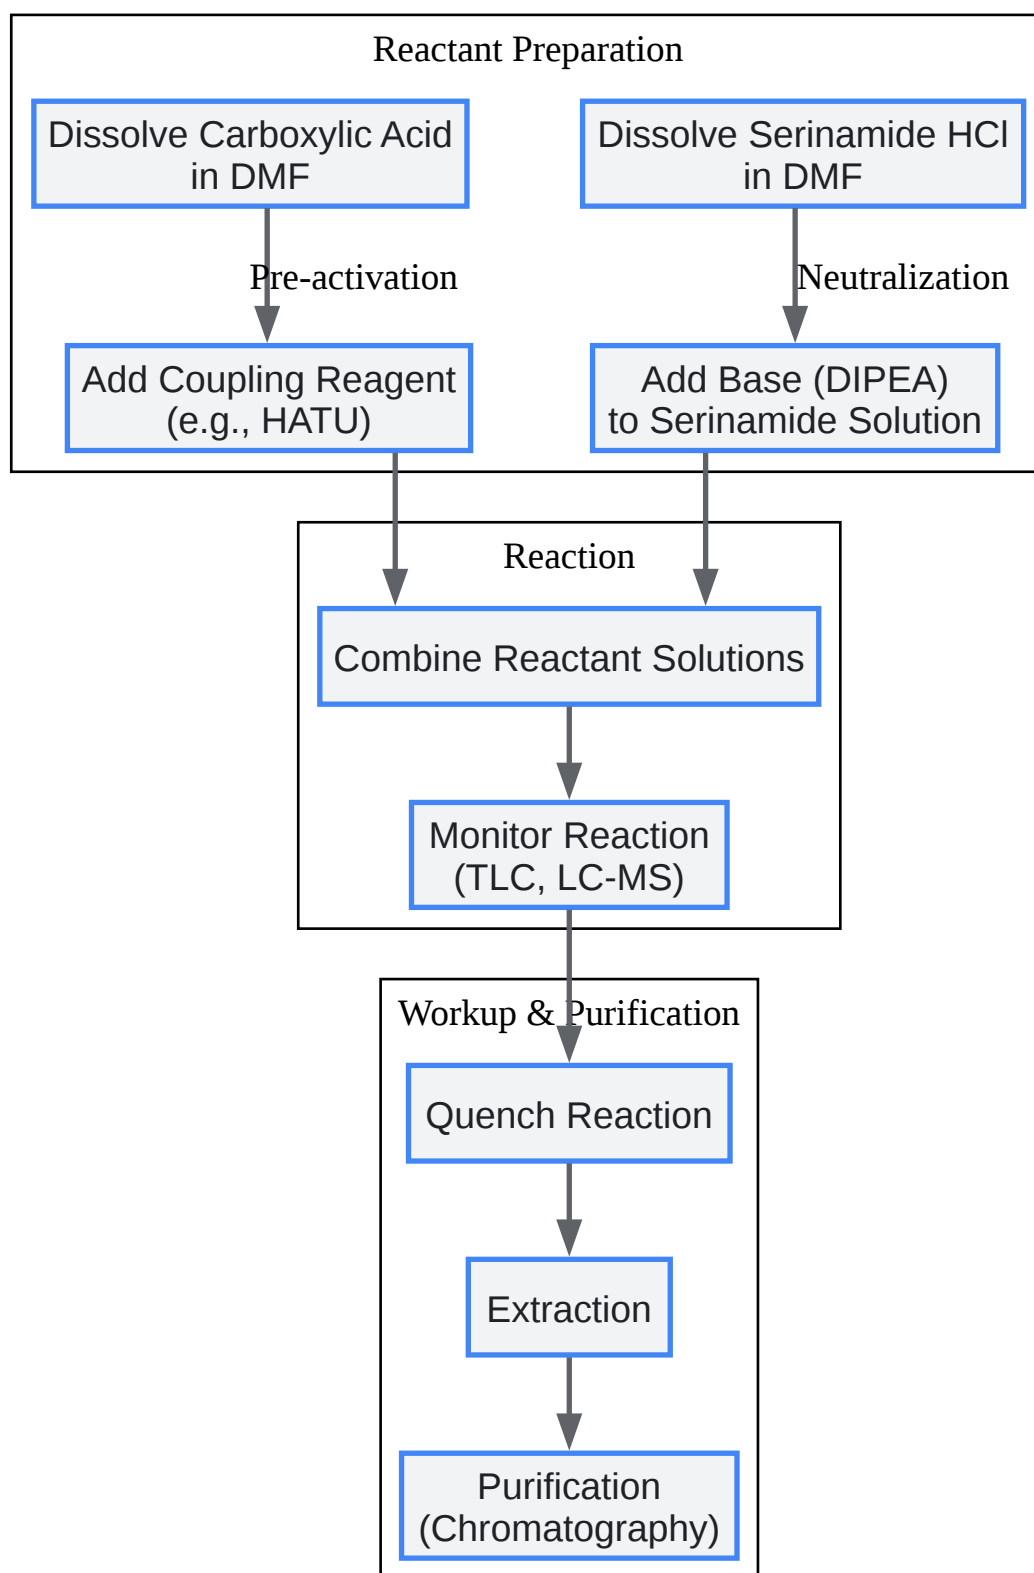 Reactant Preparation
Dissolve Carboxylic Acid
in DMF
Dissolve Serinamide HCl
in DMF
Pre-activation
Neutralization
Add Coupling Reagent
(e.g., HATU)
Add Base (DIPEA)
to Serinamide Solution
Reaction
Combine Reactant Solutions
Monitor Reaction
(TLC, LC-MS)
Workup & Purification
Quench Reaction
Extraction
Purification
(Chromatography)